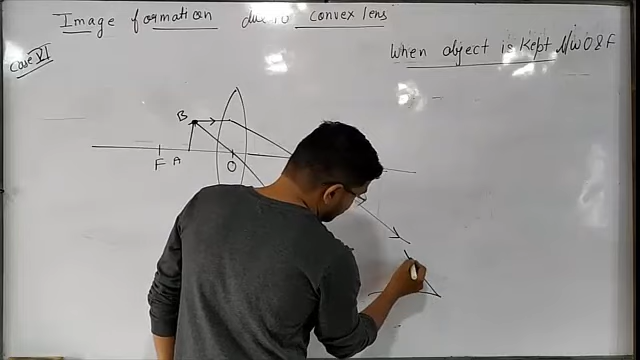 Image formation due to convex lens
Case VI
When object is Kept b/w O & F
B
F A O